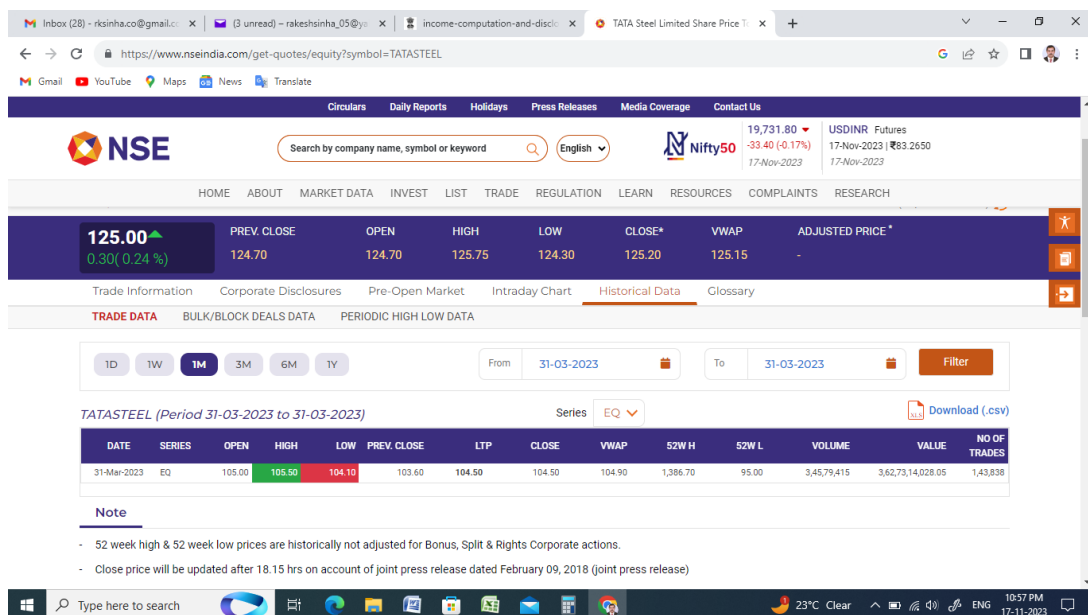 Inbox (28) - rksinha.co@gmail.c
(3 unread) – rakeshsinha_05@ya
income-computation-and-disclo
TATA Steel Limited Share Price T
https://www.nseindia.com/get-quotes/equity?symbol=TATASTEEL
Gmail YouTube Maps News Translate
Circulars Daily Reports Holidays Press Releases Media Coverage Contact Us
NSE
Search by company name, symbol or keyword
English
Nifty50
19,731.80
-33.40 (-0.17%)
17-Nov-2023
USDINR Futures
17-Nov-2023 | ₹83.2650
17-Nov-2023
HOME ABOUT MARKET DATA INVEST LIST TRADE REGULATION LEARN RESOURCES COMPLAINTS RESEARCH
125.00
0.30( 0.24 %)
PREV. CLOSE OPEN HIGH LOW CLOSE* VWAP ADJUSTED PRICE *
124.70 124.70 125.75 124.30 125.20 125.15 -
Trade Information Corporate Disclosures Pre-Open Market Intraday Chart Historical Data Glossary
TRADE DATA BULK/BLOCK DEALS DATA PERIODIC HIGH LOW DATA
1D 1W 1M 3M 6M 1Y From 31-03-2023 To 31-03-2023 Filter
TATASTEEL (Period 31-03-2023 to 31-03-2023) Series EQ Download (.csv)
DATE SERIES OPEN HIGH LOW PREV. CLOSE LTP CLOSE VWAP 52W H 52W L VOLUME VALUE NO OF TRADES
31-Mar-2023 EQ 105.00 105.50 104.10 103.60 104.50 104.50 104.90 1,386.70 95.00 3,45,79,415 3,62,73,14,028.05 1,43,838
Note
- 52 week high & 52 week low prices are historically not adjusted for Bonus, Split & Rights Corporate actions.
- Close price will be updated after 18.15 hrs on account of joint press release dated February 09, 2018 (joint press release)
Type here to search
23°C Clear
ENG
10:57 PM
17-11-2023